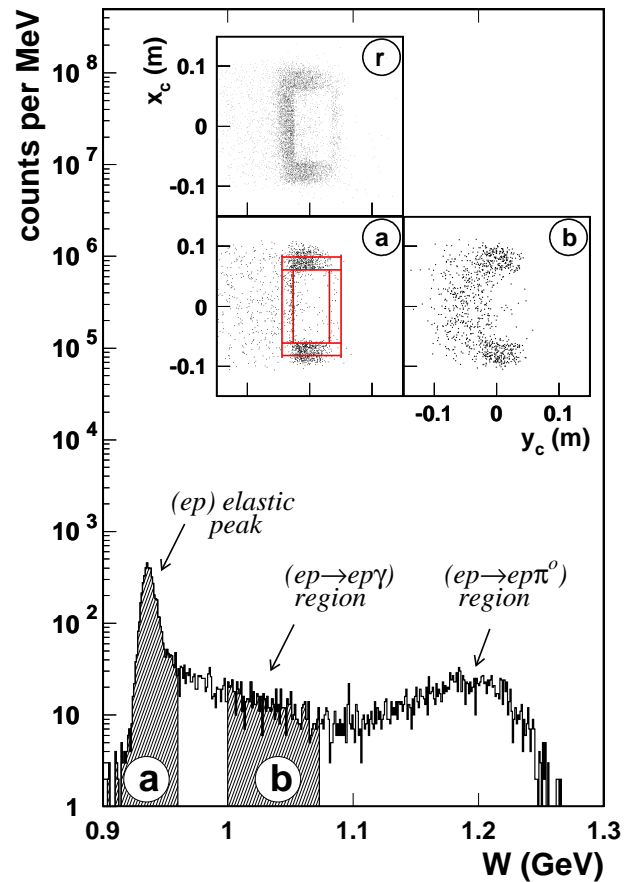 counts per MeV
10^8
10^7
10^6
10^5
10^4
10^3
10^2
10
1
x_c (m)
0.1
0
-0.1
r
0.1
0
-0.1
a
b
-0.1 0 0.1
y_c (m)
(ep) elastic
peak
(ep→epγ)
region
(ep→epπ^o)
region
a
b
0.9 1 1.1 1.2 1.3
W (GeV)